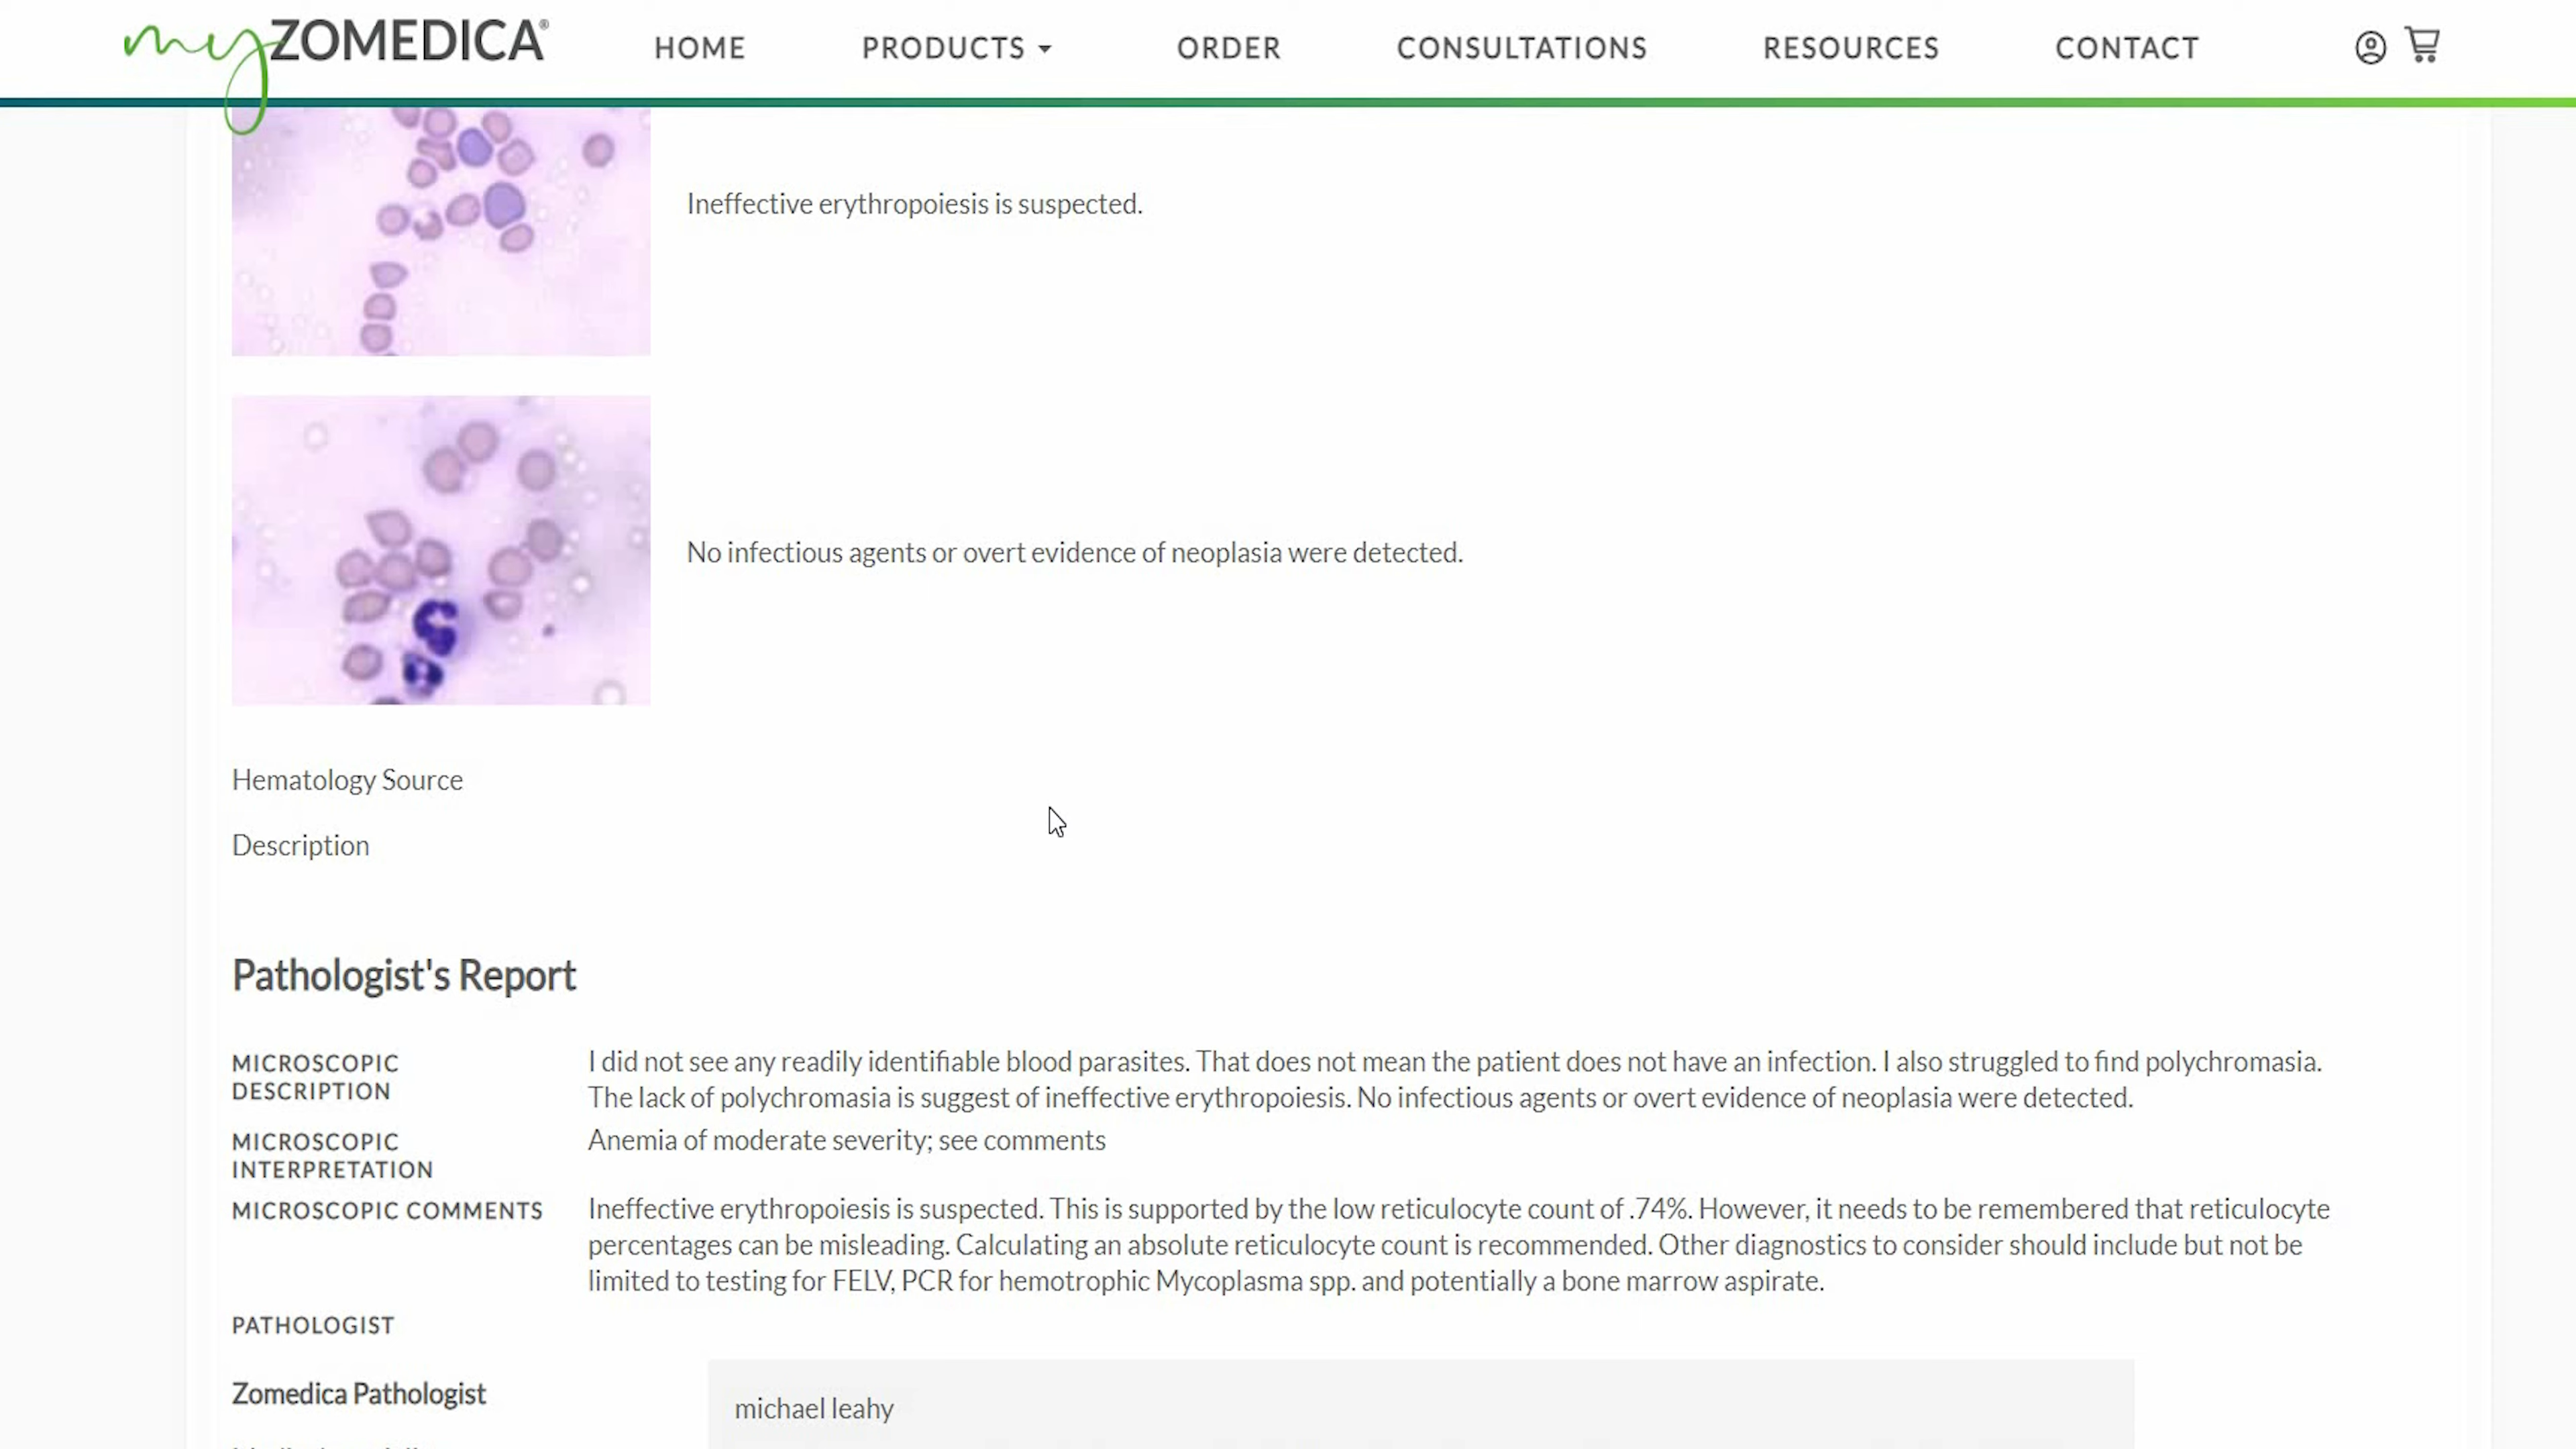 myZOMEDICA®
HOME
PRODUCTS
ORDER
CONSULTATIONS
RESOURCES
CONTACT
Ineffective erythropoiesis is suspected.
No infectious agents or overt evidence of neoplasia were detected.
Hematology Source
Description
Pathologist's Report
MICROSCOPIC
DESCRIPTION
I did not see any readily identifiable blood parasites. That does not mean the patient does not have an infection. I also struggled to find polychromasia.
The lack of polychromasia is suggest of ineffective erythropoiesis. No infectious agents or overt evidence of neoplasia were detected.
MICROSCOPIC
INTERPRETATION
Anemia of moderate severity; see comments
MICROSCOPIC COMMENTS
Ineffective erythropoiesis is suspected. This is supported by the low reticulocyte count of .74%. However, it needs to be remembered that reticulocyte
percentages can be misleading. Calculating an absolute reticulocyte count is recommended. Other diagnostics to consider should include but not be
limited to testing for FELV, PCR for hemotrophic Mycoplasma spp. and potentially a bone marrow aspirate.
PATHOLOGIST
Zomedica Pathologist
michael leahy